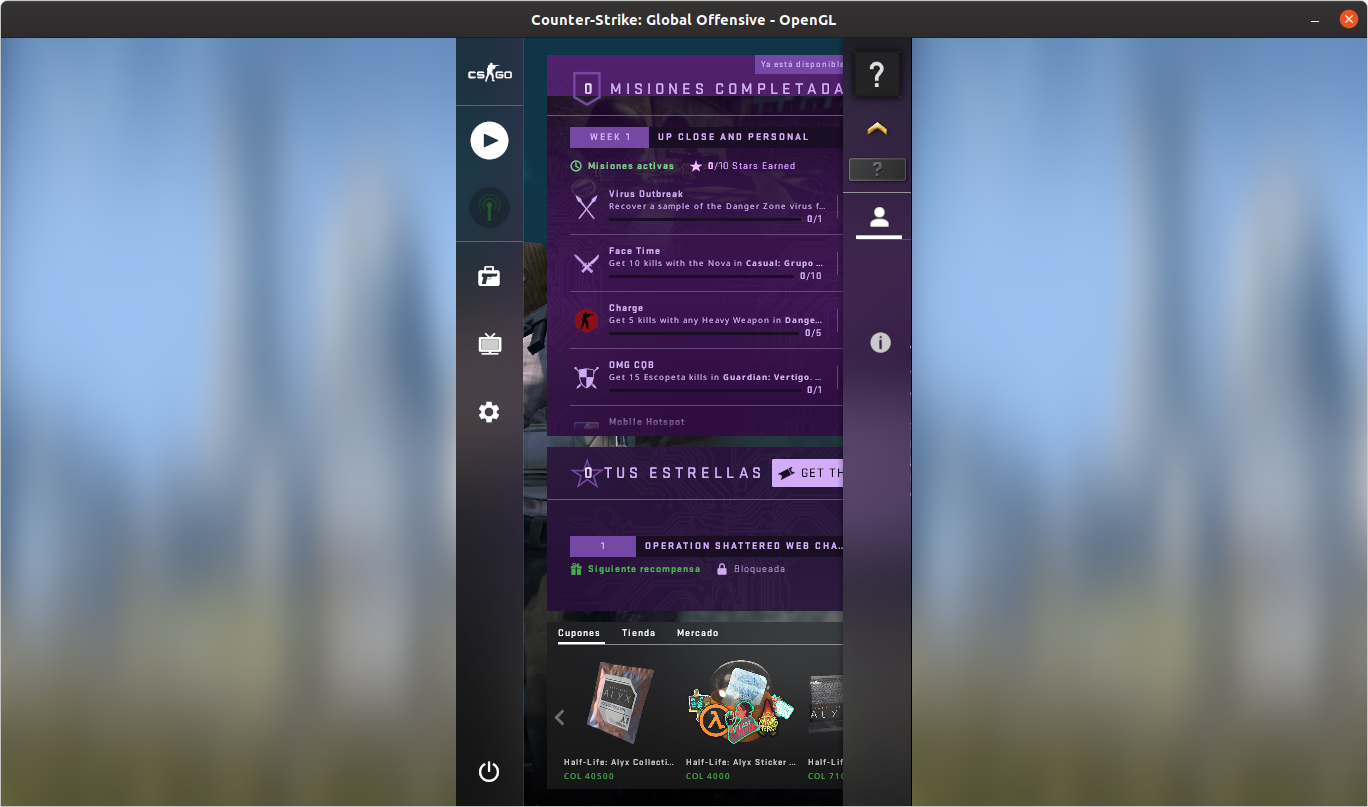 Counter-Strike: Global Offensive - OpenGL
CS GO
Ya está disponible
0 MISIONES COMPLETADA
WEEK 1 UP CLOSE AND PERSONAL
Misiones activas 0/10 Stars Earned
Virus Outbreak
Recover a sample of the Danger Zone virus f...
0/1
Face Time
Get 10 kills with the Nova in Casual: Grupo ...
0/10
Charge
Get 5 kills with any Heavy Weapon in Dange...
0/5
OMG CQB
Get 15 Escopeta kills in Guardian: Vertigo. ...
0/1
Mobile Hotspot
0 TUS ESTRELLAS GET TH
1 OPERATION SHATTERED WEB CHA...
Siguiente recompensa Bloqueada
Cupones Tienda Mercado
ALYX
ALYX
Half-Life: Alyx Collecti... Half-Life: Alyx Sticker ... Half-Lif
COL 40500 COL 4000 COL 710
?
?